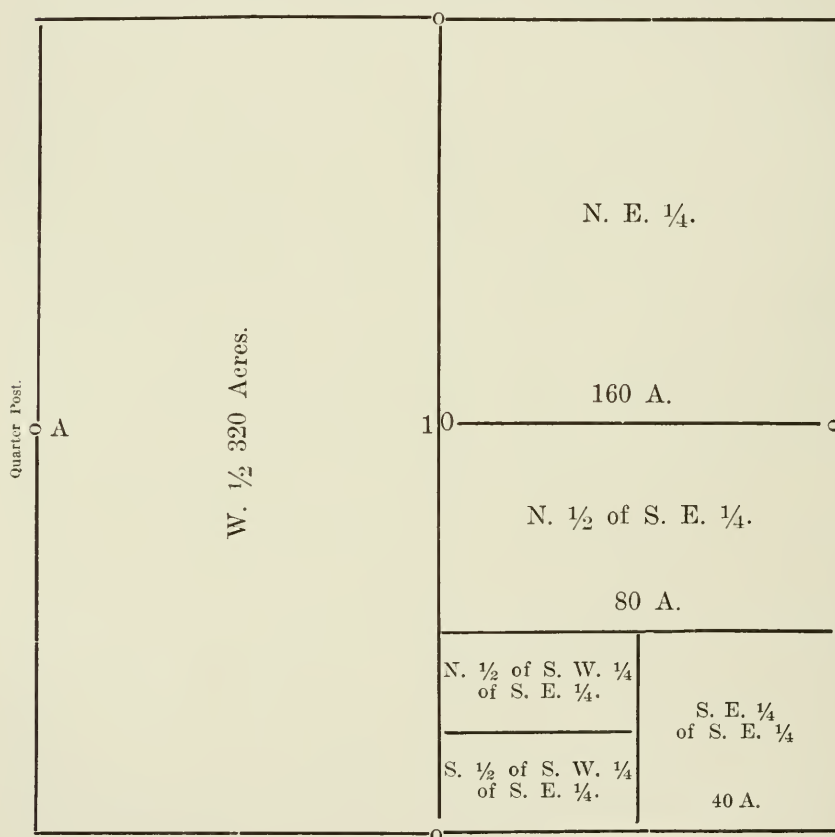 o
N. E. ¼.
160 A.
Quarter Post.
o A
W. ½ 320 Acres.
10
o
N. ½ of S. E. ¼.
80 A.
N. ½ of S. W. ¼
of S. E. ¼.
S. E. ¼
of S. E. ¼
40 A.
S. ½ of S. W. ¼
of S. E. ¼.
o